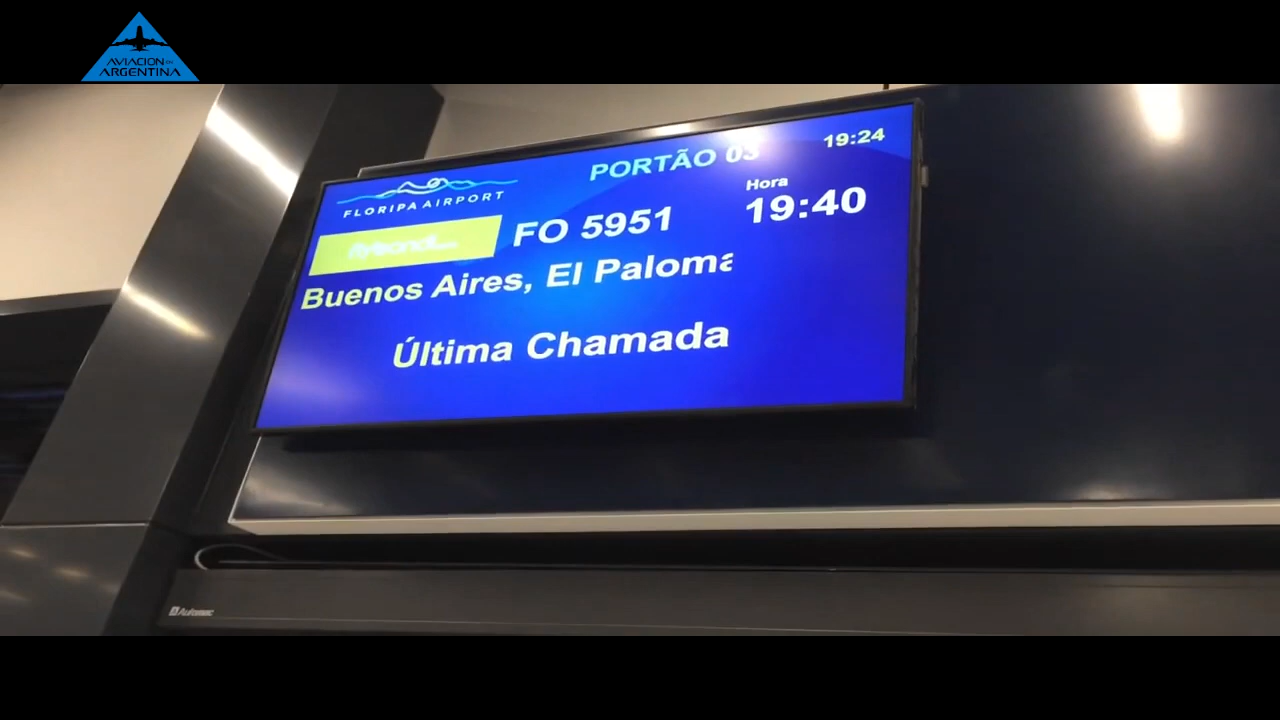 AVIACION EN
ARGENTINA
PORTÃO 03
19:24
FLORIPA AIRPORT
Hora
FO 5951
19:40
Buenos Aires, El Paloma
Última Chamada
Automac